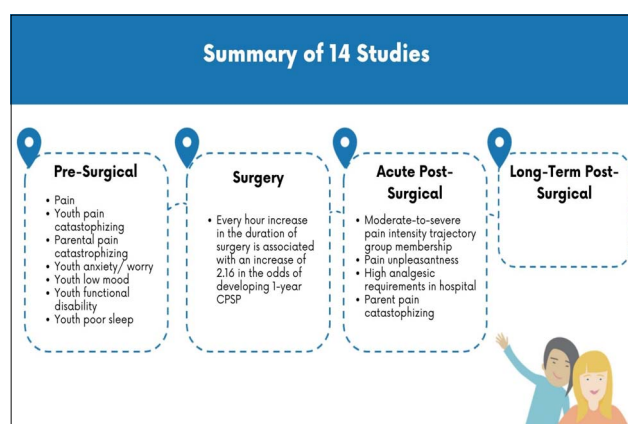 Summary of 14 Studies
Pre-Surgical
• Pain
• Youth pain
catastophizing
• Parental pain
catastrophizing
• Youth anxiety/ worry
• Youth low mood
• Youth functional
disability
• Youth poor sleep
Surgery
• Every hour increase
in the duration of
surgery is associated
with an increase of
2.16 in the odds of
developing 1-year
CPSP
Acute Post-
Surgical
• Moderate-to-severe
pain intensity trajectory
group membership
• Pain unpleasantness
• High analgesic
requirements in hospital
• Parent pain
catastophizing
Long-Term Post-
Surgical